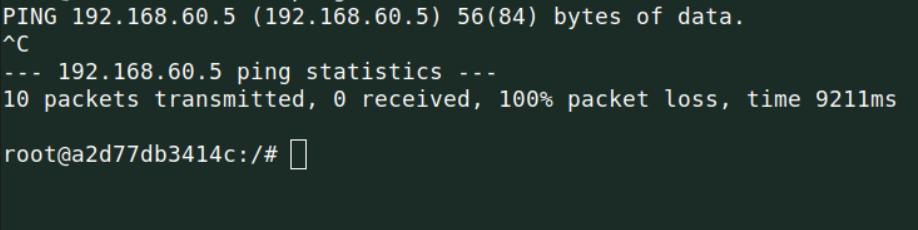 PING 192.168.60.5 (192.168.60.5) 56(84) bytes of data.
^C
--- 192.168.60.5 ping statistics ---
10 packets transmitted, 0 received, 100% packet loss, time 9211ms
root@a2d77db3414c:/#